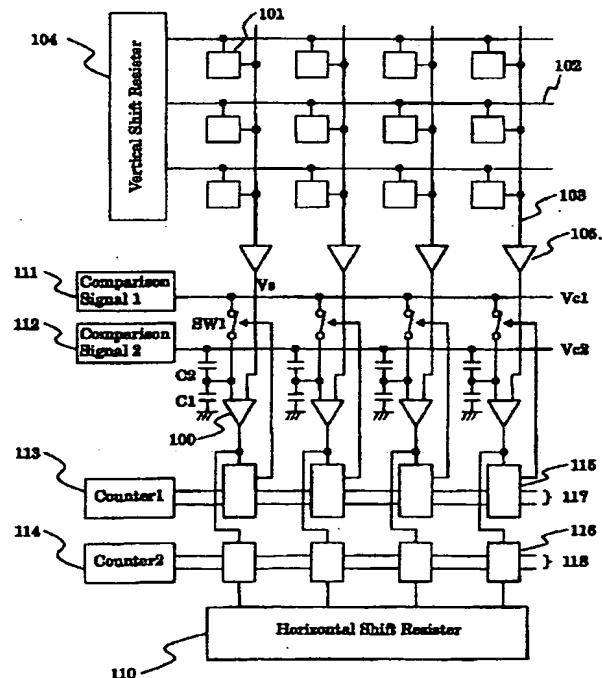 101
104
102
Vertical Shift Resister
103
105.
111
Comparison
Signal 1
Vs
Vc1
SW1
112
Comparison
Signal 2
Vc2
C2
C1
100
113
Counter1
115
117
114
Counter2
116
118
Horizontal Shift Resister
110